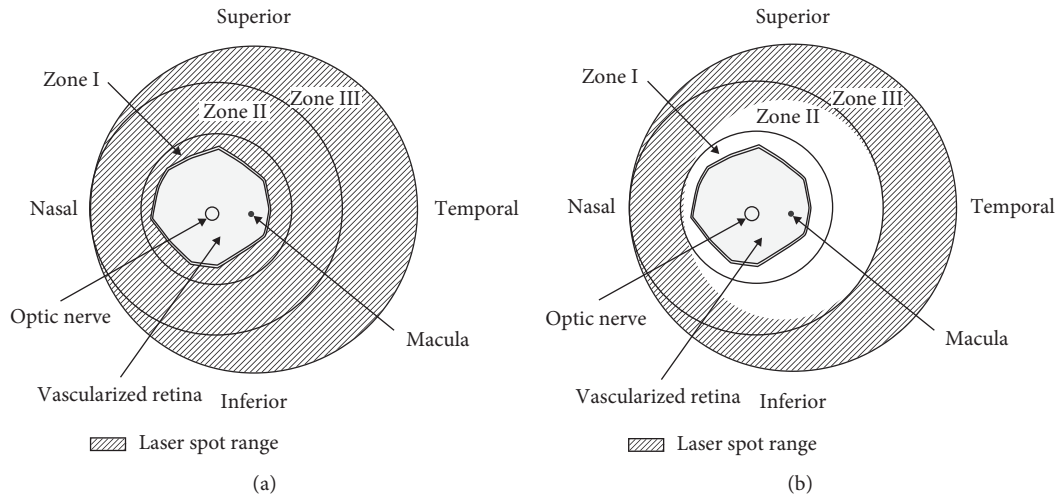 Superior
Zone I
Zone II
Zone III
Nasal
Temporal
Optic nerve
Macula
Vascularized retina
Inferior
Laser spot range
(a)
Superior
Zone I
Zone II
Zone III
Nasal
Temporal
Optic nerve
Macula
Vascularized retina
Inferior
Laser spot range
(b)